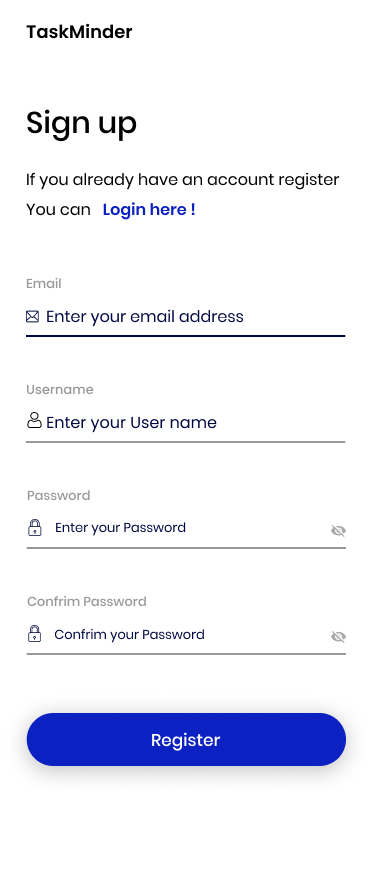 TaskMinder
Sign up
If you already have an account register
You can Login here !
Email
Enter your email address
Username
Enter your User name
Password
Enter your Password
Confrim Password
Confrim your Password
Register